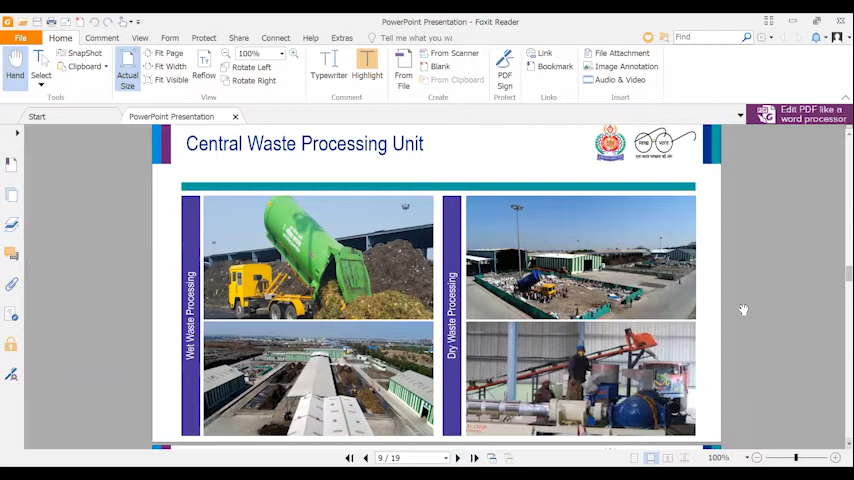 PowerPoint Presentation - Foxit Reader
File
Home
Comment
View
Form
Protect
Share
Connect
Help
Extras
Tell me what you want...
Find
Hand
Select
SnapShot
Clipboard
Tools
Actual
Size
Fit Page
Fit Width
Fit Visible
Reflow
100%
Rotate Left
Rotate Right
View
Typewriter
Highlight
Comment
From
File
From Scanner
Blank
From Clipboard
Create
PDF
Sign
Protect
Link
Bookmark
Links
File Attachment
Image Annotation
Audio & Video
Insert
Start
PowerPoint Presentation
Edit PDF like a
word processor
Central Waste Processing Unit
स्वच्छ भारत
Wet Waste Processing
Dry Waste Processing
9 / 19
100%